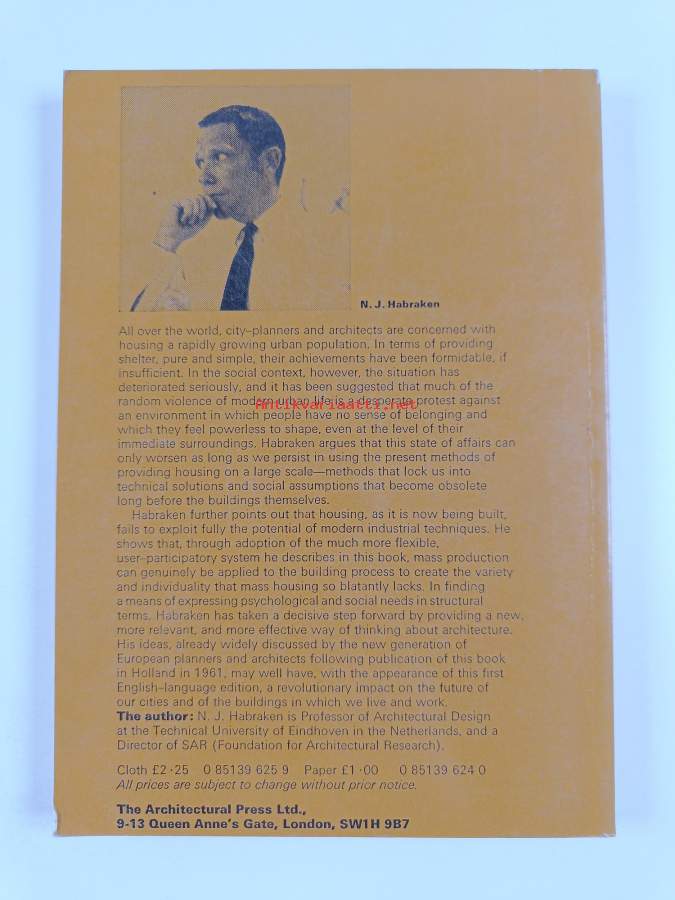 N. J. Habraken
All over the world, city-planners and architects are concerned with
housing a rapidly growing urban population. In terms of providing
shelter, pure and simple, their achievements have been formidable, if
insufficient. In the social context, however, the situation has
deteriorated seriously, and it has been suggested that much of the
random violence of modern urban life is a desperate protest against
Antikvariaatti.net
an environment in which people have no sense of belonging and
which they feel powerless to shape, even at the level of their
immediate surroundings. Habraken argues that this state of affairs can
only worsen as long as we persist in using the present methods of
providing housing on a large scale—methods that lock us into
technical solutions and social assumptions that become obsolete
long before the buildings themselves.
Habraken further points out that housing, as it is now being built,
fails to exploit fully the potential of modern industrial techniques. He
shows that, through adoption of the much more flexible,
user-participatory system he describes in this book, mass production
can genuinely be applied to the building process to create the variety
and individuality that mass housing so blatantly lacks. In finding
a means of expressing psychological and social needs in structural
terms, Habraken has taken a decisive step forward by providing a new,
more relevant, and more effective way of thinking about architecture.
His ideas, already widely discussed by the new generation of
European planners and architects following publication of this book
in Holland in 1961, may well have, with the appearance of this first
English-language edition, a revolutionary impact on the future of
our cities and of the buildings in which we live and work.
The author: N. J. Habraken is Professor of Architectural Design
at the Technical University of Eindhoven in the Netherlands, and a
Director of SAR (Foundation for Architectural Research).
Cloth £2·25 0 85139 625 9 Paper £1·00 0 85139 624 0
All prices are subject to change without prior notice.
The Architectural Press Ltd.,
9-13 Queen Anne's Gate, London, SW1H 9B7